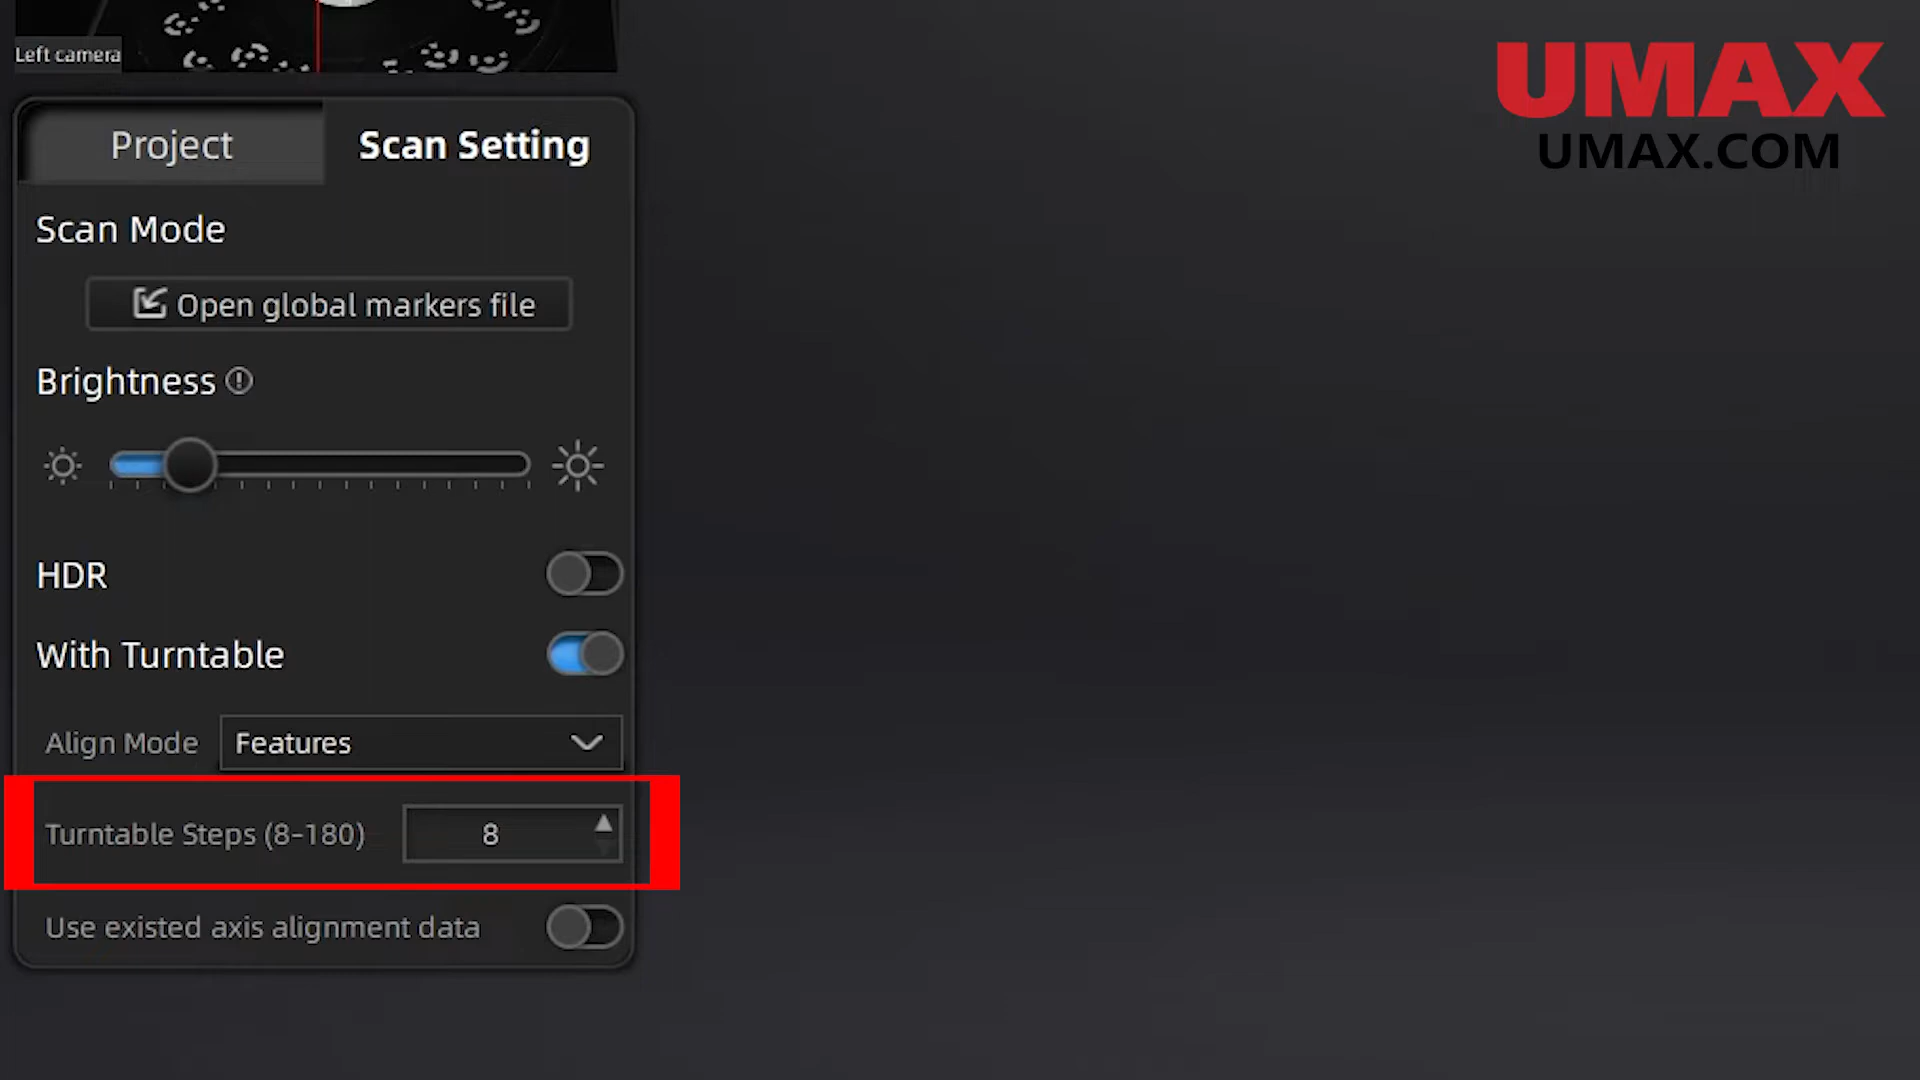 Left camera
UMAX
UMAX.COM
Project
Scan Setting
Scan Mode
Open global markers file
Brightness
HDR
With Turntable
Align Mode
Features
Turntable Steps (8-180)
8
Use existed axis alignment data